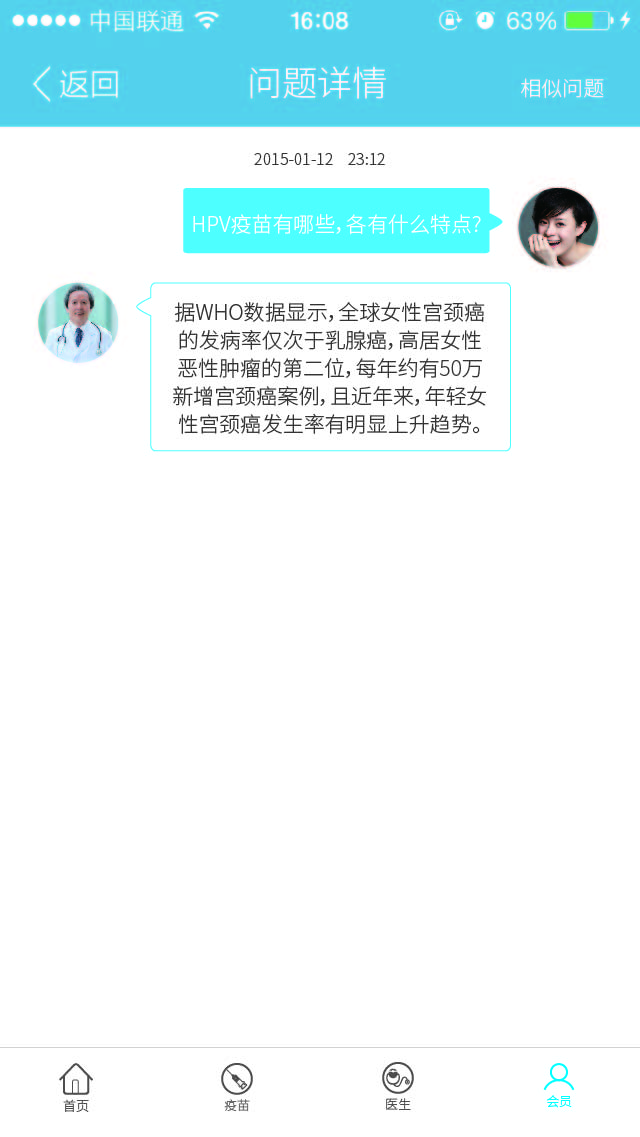 中国联通
16:08
63%
返回
问题详情
相似问题
2015-01-12 23:12
HPV疫苗有哪些,各有什么特点?
据WHO数据显示,全球女性宫颈癌
的发病率仅次于乳腺癌,高居女性
恶性肿瘤的第二位,每年约有50万
新增宫颈癌案例,且近年来,年轻女
性宫颈癌发生率有明显上升趋势。
首页
疫苗
医生
会员